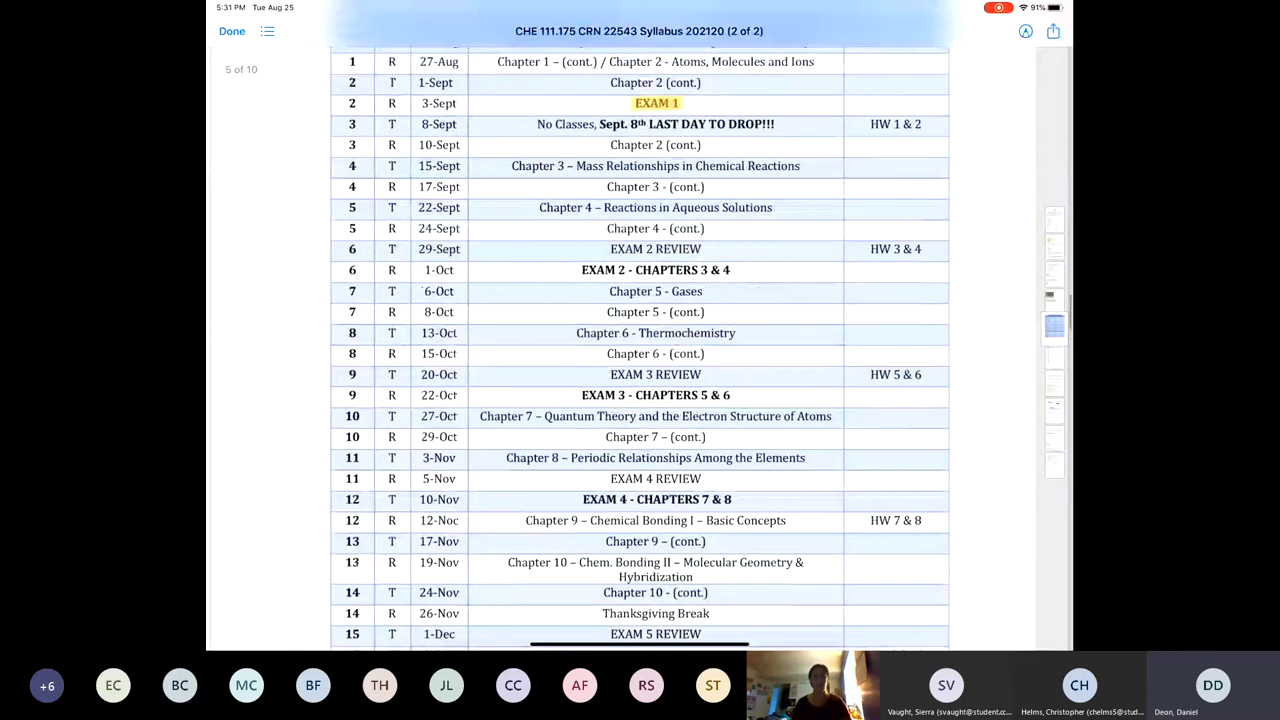 5:31 PM Tue Aug 25 91%
Done CHE 111.175 CRN 22543 Syllabus 202120 (2 of 2)
5 of 10
1 R 27-Aug Chapter 1 – (cont.) / Chapter 2 - Atoms, Molecules and Ions
2 T 1-Sept Chapter 2 (cont.)
2 R 3-Sept EXAM 1
3 T 8-Sept No Classes, Sept. 8th LAST DAY TO DROP!!! HW 1 & 2
3 R 10-Sept Chapter 2 (cont.)
4 T 15-Sept Chapter 3 – Mass Relationships in Chemical Reactions
4 R 17-Sept Chapter 3 - (cont.)
5 T 22-Sept Chapter 4 – Reactions in Aqueous Solutions
R Chapter 4 - (cont.)
6 T 29-Sept EXAM 2 REVIEW HW 3 & 4
R 1-Oct EXAM 2 - CHAPTERS 3 & 4
T 6-Oct Chapter 5 - Gases
7 R 8-Oct Chapter 5 - (cont.)
8 T 13-Oct Chapter 6 - Thermochemistry
8 R 15-Oct Chapter 6 - (cont.)
9 T 20-Oct EXAM 3 REVIEW HW 5 & 6
9 R 22-Oct EXAM 3 - CHAPTERS 5 & 6
10 T 27-Oct Chapter 7 – Quantum Theory and the Electron Structure of Atoms
10 R 29-Oct Chapter 7 – (cont.)
11 T 3-Nov Chapter 8 – Periodic Relationships Among the Elements
11 R 5-Nov EXAM 4 REVIEW
12 T 10-Nov EXAM 4 - CHAPTERS 7 & 8
12 R 12-Noc Chapter 9 – Chemical Bonding I – Basic Concepts HW 7 & 8
13 T 17-Nov Chapter 9 – (cont.)
13 R 19-Nov Chapter 10 – Chem. Bonding II – Molecular Geometry &
Hybridization
14 T 24-Nov Chapter 10 - (cont.)
14 R 26-Nov Thanksgiving Break
15 T 1-Dec EXAM 5 REVIEW
+6 EC BC MC BF TH JL CC AF RS ST SV CH DD
Vaught, Sierra (svaught@student.cc... Helms, Christopher (chelms5@stud... Deon, Daniel